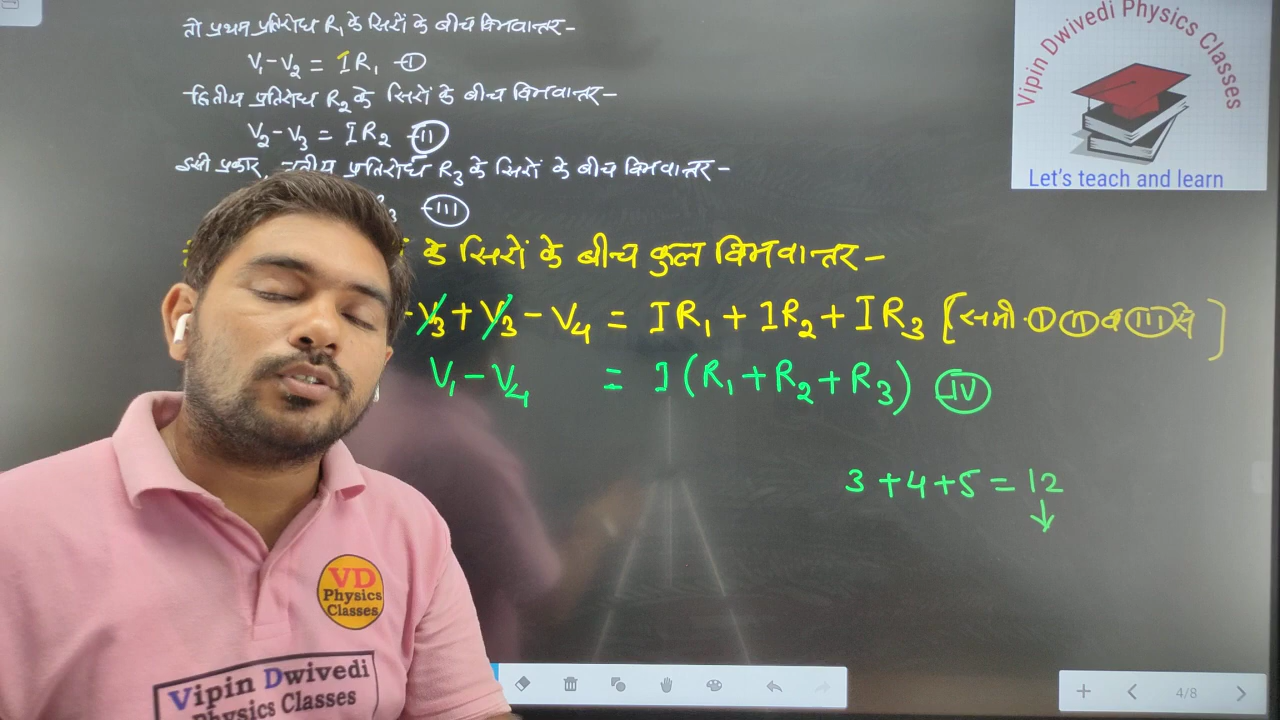 तो प्रथम प्रतिरोध R₁ के सिरों के बीच विभवान्तर-
V₁-V₂ = IR₁ -Ⓘ
द्वितीय प्रतिरोध R₂ के सिरों के बीच विभवान्तर-
V₂-V₃ = IR₂ -II
इसी प्रकार, तृतीय प्रतिरोध R₃ के सिरों के बीच विभवान्तर-
III
के सिरों के बीच कुल विभवान्तर-
V₃ + V₃ - V₄ = IR₁ + IR₂ + IR₃ [समी. I II व III से]
V₁ - V₄ = I(R₁ + R₂ + R₃) IV
3 + 4 + 5 = 12
↓
Vipin Dwivedi Physics Classes
Let's teach and learn
VD
Physics
Classes
Vipin Dwivedi
Physics Classes
4/8